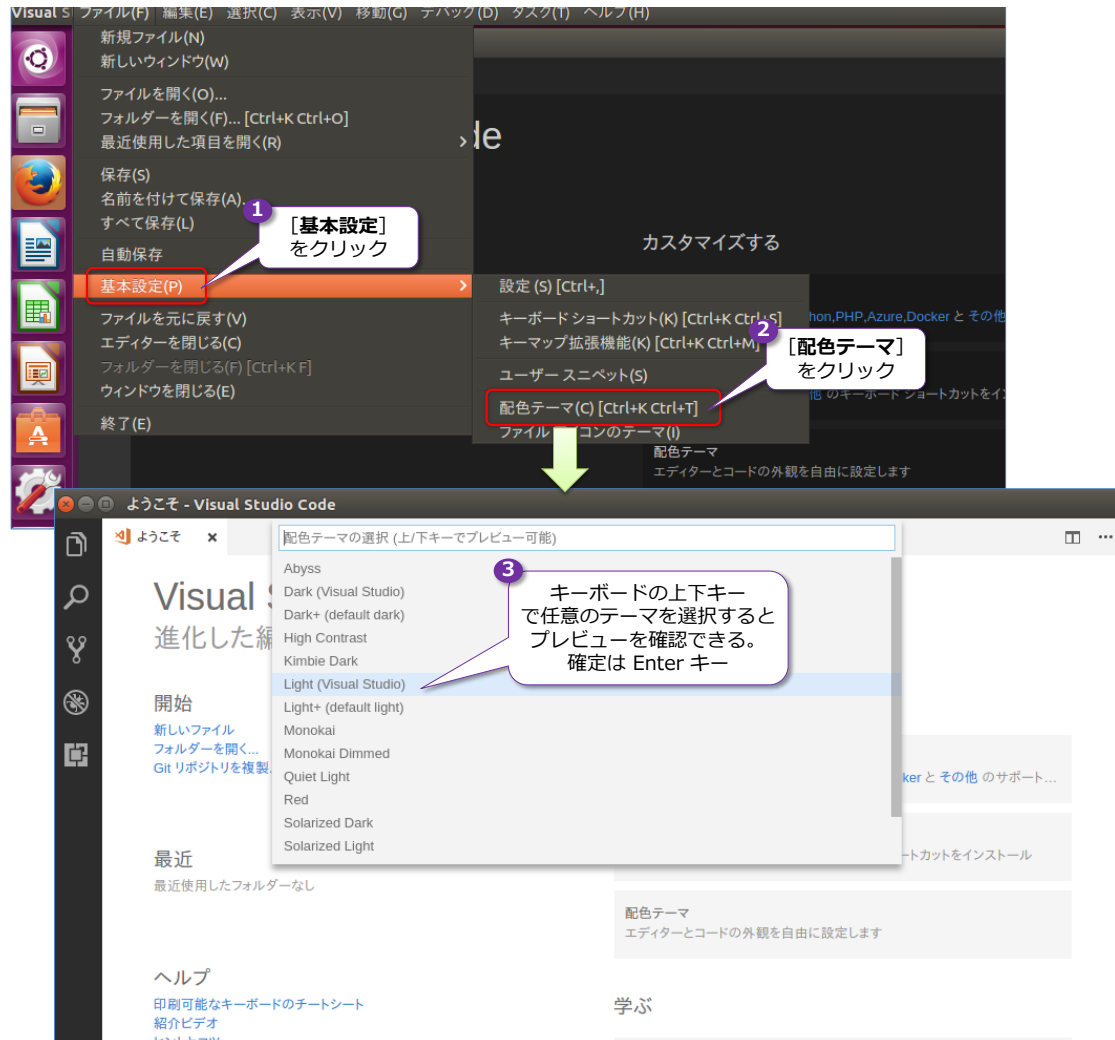 Visual S ファイル(F) 編集(E) 選択(C) 表示(V) 移動(G) デバッグ(D) タスク(T) ヘルプ(H)
新規ファイル(N)
新しいウィンドウ(W)
ファイルを開く(O)...
フォルダーを開く(F)... [Ctrl+K Ctrl+O]
最近使用した項目を開く(R)
de
保存(S)
名前を付けて保存(A)...
すべて保存(L)
1
［基本設定］
をクリック
カスタマイズする
自動保存
基本設定(P)
設定 (S) [Ctrl+,]
ファイルを元に戻す(V)
キーボード ショートカット(K) [Ctrl+K Ctrl+S]
hon,PHP,Azure,Docker と その他
エディターを閉じる(C)
キーマップ拡張機能(K) [Ctrl+K Ctrl+M]
2
［配色テーマ］
をクリック
フォルダーを閉じる(F) [Ctrl+K F]
ユーザー スニペット(S)
ウィンドウを閉じる(E)
他 のキーボード ショートカットをイン
配色テーマ(C) [Ctrl+K Ctrl+T]
終了(E)
配色テーマ
エディターとコードの外観を自由に設定します
ようこそ - Visual Studio Code
ようこそ
配色テーマの選択 (上/下キーでプレビュー可能)
Abyss
Dark (Visual Studio)
Dark+ (default dark)
High Contrast
Kimbie Dark
Light (Visual Studio)
Light+ (default light)
Monokai
Monokai Dimmed
Quiet Light
Red
Solarized Dark
Solarized Light
3
キーボードの上下キー
で任意のテーマを選択すると
プレビューを確認できる。
確定は Enter キー
Visual S
進化した編
開始
新しいファイル
フォルダーを開く...
Git リポジトリを複製
ker と その他 のサポート...
最近
最近使用したフォルダーなし
ートカットをインストール
配色テーマ
エディターとコードの外観を自由に設定します
ヘルプ
印刷可能なキーボードのチートシート
紹介ビデオ
学ぶ